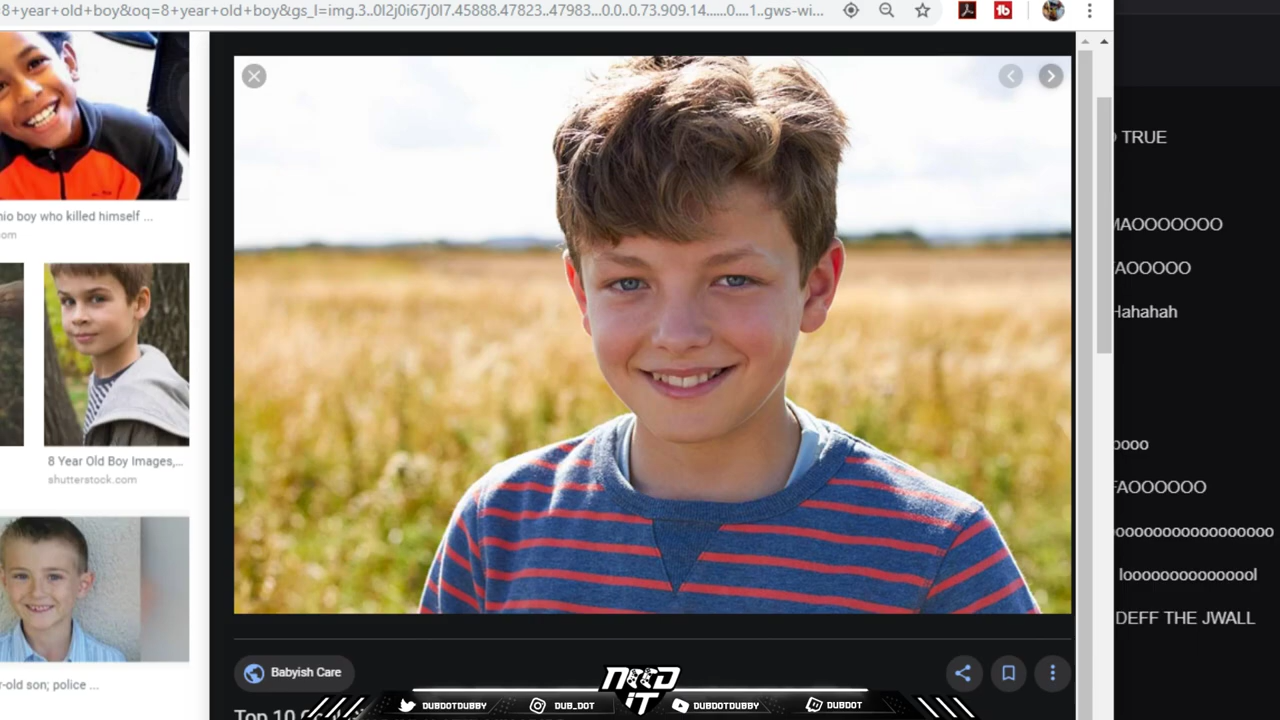 8+year+old+boy&oq=8+year+old+boy&gs_l=img.3..0l2j0i67j0l7.45888.47823..47983...0.0..0.73.909.14......0....1..gws-wi...
TRUE
MAOOOOOOO
AOOOOO
Hahahah
nio boy who killed himself ...
om
oooo
8 Year Old Boy Images,...
shutterstock.com
FAOOOOOO
ooooooooooooooooooo
looooooooooooool
DEFF THE JWALL
r-old son; police ...
Babyish Care
NEED
iT
DUBDOTDUBBY
DUB_DOT
DUBDOTDUBBY
DUBDOT
Top 10